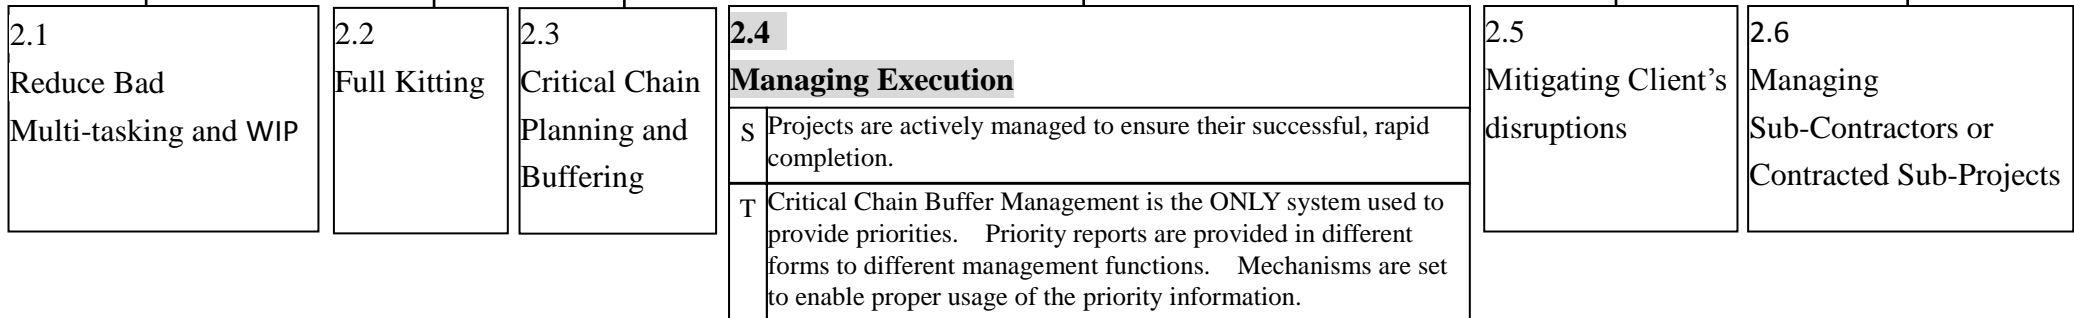 2.1
Reduce Bad
Multi-tasking and WIP
2.2
Full Kitting
2.3
Critical Chain
Planning and
Buffering
2.4
Managing Execution
S
Projects are actively managed to ensure their successful, rapid
completion.
T
Critical Chain Buffer Management is the ONLY system used to
provide priorities. Priority reports are provided in different
forms to different management functions. Mechanisms are set
to enable proper usage of the priority information.
2.5
Mitigating Client’s
disruptions
2.6
Managing
Sub-Contractors or
Contracted Sub-Projects